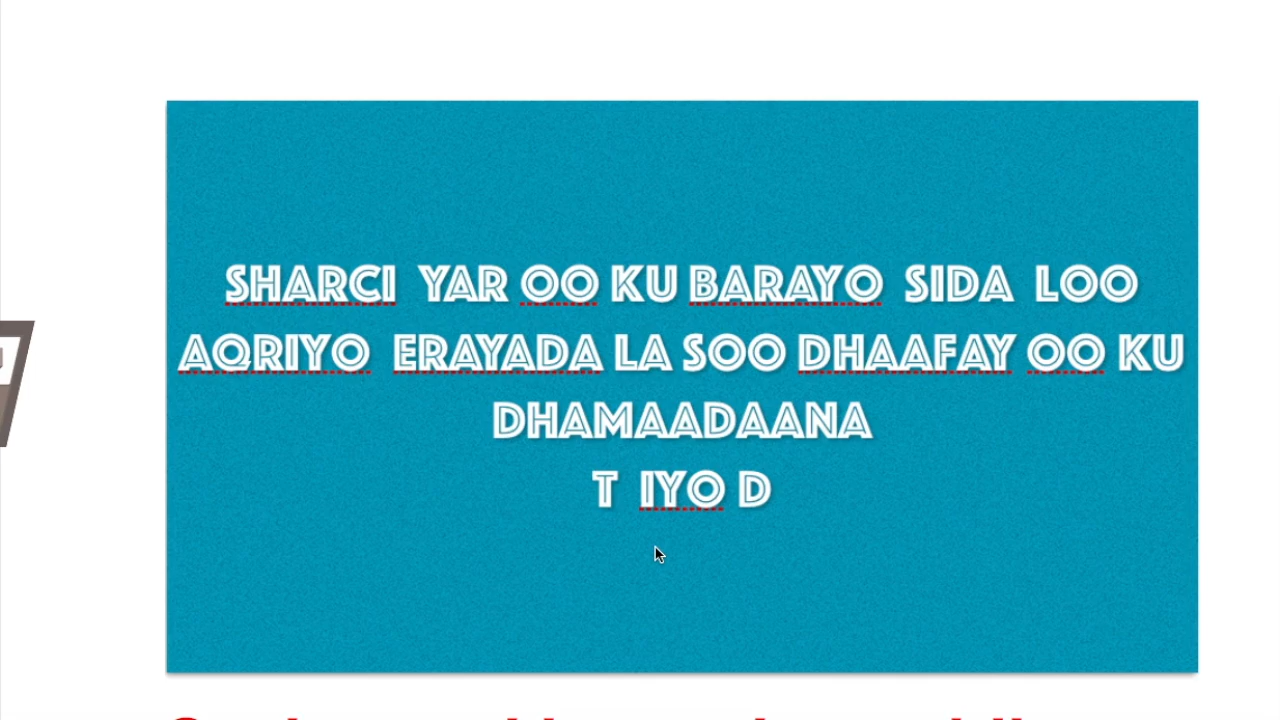 SHARCI YAR OO KU BARAYO SIDA LOO
AQRIYO ERAYADA LA SOO DHAAFAY OO KU
DHAMAADAANA
T IYO D